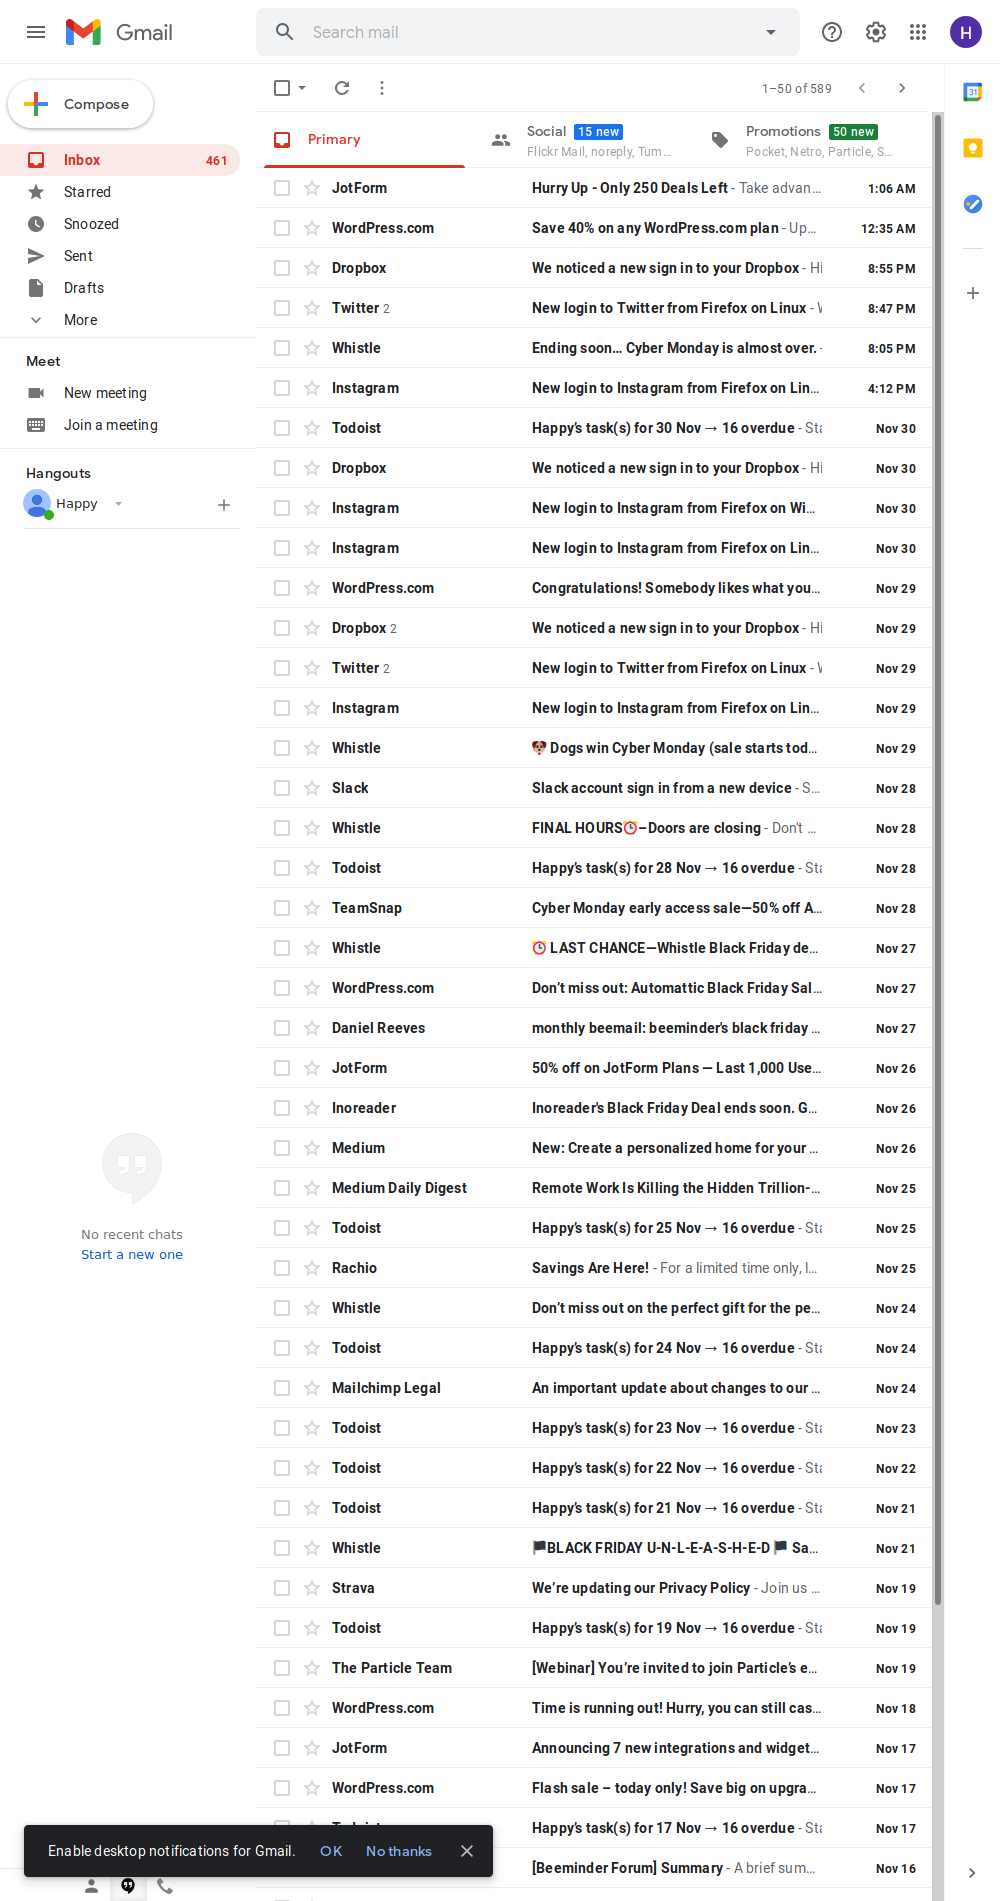 Gmail
Search mail
H
Compose
1–50 of 589
31
Primary
Social 15 new
Flickr Mail, noreply, Tum…
Promotions 50 new
Pocket, Netro, Particle, S…
Inbox 461
Starred
Snoozed
Sent
Drafts
More
Meet
New meeting
Join a meeting
Hangouts
Happy
No recent chats
Start a new one
JotForm Hurry Up - Only 250 Deals Left - Take advan… 1:06 AM
WordPress.com Save 40% on any WordPress.com plan - Up… 12:35 AM
Dropbox We noticed a new sign in to your Dropbox - Hi 8:55 PM
Twitter 2 New login to Twitter from Firefox on Linux - 8:47 PM
Whistle Ending soon… Cyber Monday is almost over. - 8:05 PM
Instagram New login to Instagram from Firefox on Lin… 4:12 PM
Todoist Happy's task(s) for 30 Nov → 16 overdue - Sta Nov 30
Dropbox We noticed a new sign in to your Dropbox - Hi Nov 30
Instagram New login to Instagram from Firefox on Wi… Nov 30
Instagram New login to Instagram from Firefox on Lin… Nov 30
WordPress.com Congratulations! Somebody likes what you… Nov 29
Dropbox 2 We noticed a new sign in to your Dropbox - Hi Nov 29
Twitter 2 New login to Twitter from Firefox on Linux - Nov 29
Instagram New login to Instagram from Firefox on Lin… Nov 29
Whistle 🐶 Dogs win Cyber Monday (sale starts tod… Nov 29
Slack Slack account sign in from a new device - S… Nov 28
Whistle FINAL HOURS⏰–Doors are closing - Don't … Nov 28
Todoist Happy's task(s) for 28 Nov → 16 overdue - Sta Nov 28
TeamSnap Cyber Monday early access sale—50% off A… Nov 28
Whistle ⏰ LAST CHANCE—Whistle Black Friday de… Nov 27
WordPress.com Don’t miss out: Automattic Black Friday Sal… Nov 27
Daniel Reeves monthly beemail: beeminder's black friday … Nov 27
JotForm 50% off on JotForm Plans — Last 1,000 Use… Nov 26
Inoreader Inoreader's Black Friday Deal ends soon. G… Nov 26
Medium New: Create a personalized home for your … Nov 26
Medium Daily Digest Remote Work Is Killing the Hidden Trillion-… Nov 25
Todoist Happy's task(s) for 25 Nov → 16 overdue - Sta Nov 25
Rachio Savings Are Here! - For a limited time only, I… Nov 25
Whistle Don’t miss out on the perfect gift for the pe… Nov 24
Todoist Happy's task(s) for 24 Nov → 16 overdue - Sta Nov 24
Mailchimp Legal An important update about changes to our … Nov 24
Todoist Happy's task(s) for 23 Nov → 16 overdue - Sta Nov 23
Todoist Happy's task(s) for 22 Nov → 16 overdue - Sta Nov 22
Todoist Happy's task(s) for 21 Nov → 16 overdue - Sta Nov 21
Whistle 🏴BLACK FRIDAY U-N-L-E-A-S-H-E-D 🏴 Sa… Nov 21
Strava We’re updating our Privacy Policy - Join us … Nov 19
Todoist Happy's task(s) for 19 Nov → 16 overdue - Sta Nov 19
The Particle Team [Webinar] You’re invited to join Particle’s e… Nov 19
WordPress.com Time is running out! Hurry, you can still cas… Nov 18
JotForm Announcing 7 new integrations and widget… Nov 17
WordPress.com Flash sale – today only! Save big on upgra… Nov 17
Happy's task(s) for 17 Nov → 16 overdue - Sta Nov 17
[Beeminder Forum] Summary - A brief sum… Nov 16
Enable desktop notifications for Gmail. OK No thanks